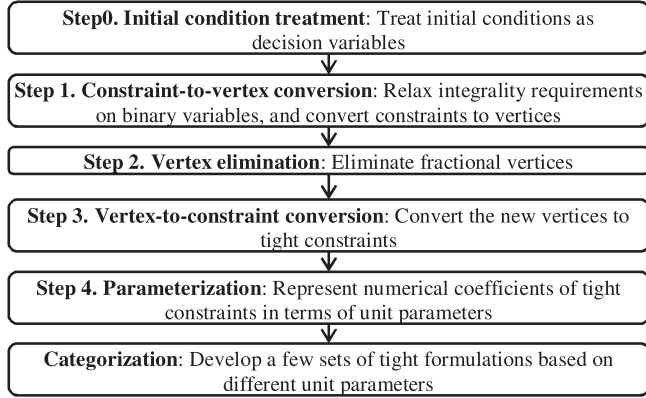 Step0. Initial condition treatment: Treat initial conditions as
decision variables
Step 1. Constraint-to-vertex conversion: Relax integrality requirements
on binary variables, and convert constraints to vertices
Step 2. Vertex elimination: Eliminate fractional vertices
Step 3. Vertex-to-constraint conversion: Convert the new vertices to
tight constraints
Step 4. Parameterization: Represent numerical coefficients of tight
constraints in terms of unit parameters
Categorization: Develop a few sets of tight formulations based on
different unit parameters